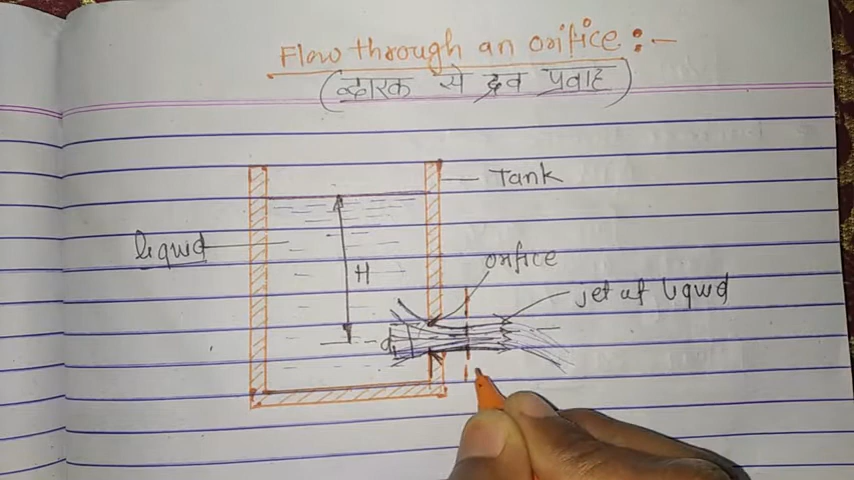 Flow through an orifice :-
(द्वारक से द्रव प्रवाह)
Tank
liquid
orifice
H
jet of liquid
d